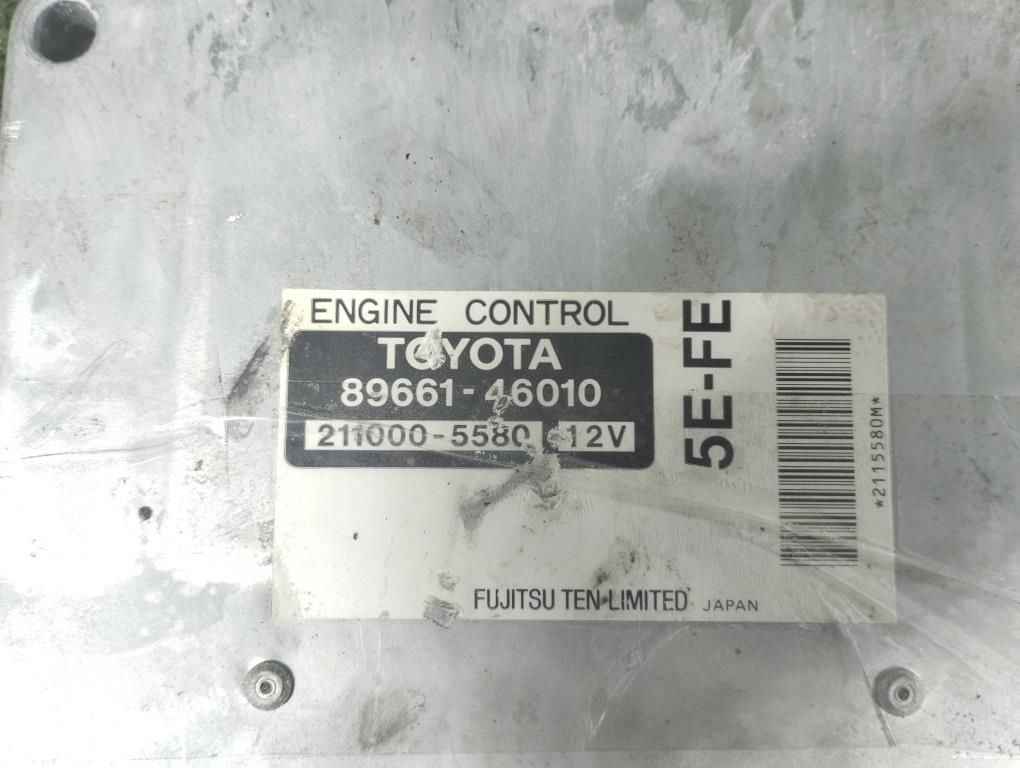 ENGINE CONTROL
TOYOTA
89661-46010
211000-5580 12V
5E-FE
*2115580M*
FUJITSU TEN LIMITED JAPAN